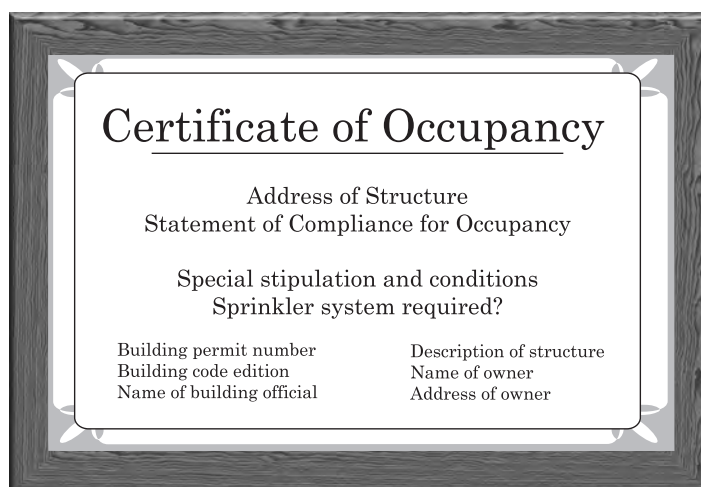 Certificate of Occupancy
Address of Structure
Statement of Compliance for Occupancy
Special stipulation and conditions
Sprinkler system required?
Building permit number
Building code edition
Name of building official
Description of structure
Name of owner
Address of owner